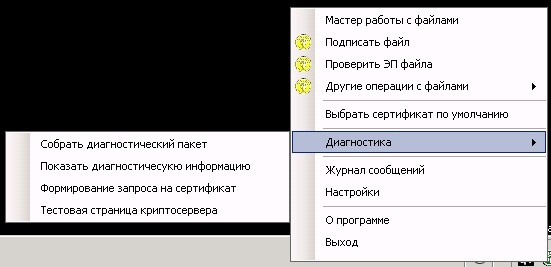 Мастер работы с файлами
Подписать файл
Проверить ЭП файла
Другие операции с файлами
Выбрать сертификат по умолчанию
Диагностика
Журнал сообщений
Настройки
О программе
Выход
Собрать диагностический пакет
Показать диагностичесукю информацию
Формирование запроса на сертификат
Тестовая страница криптосервера